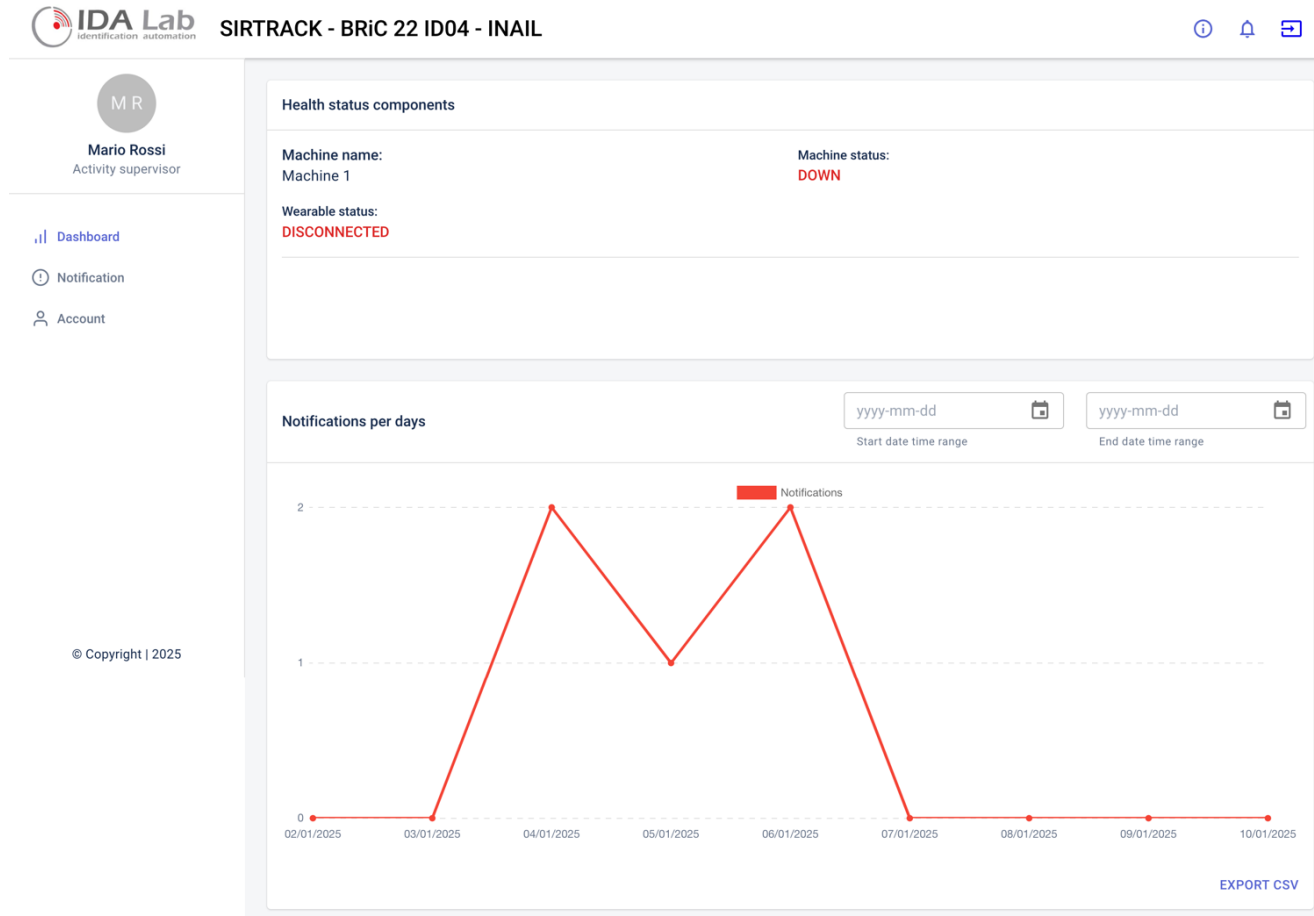 IDA Lab
identification automation
SIRTRACK - BRiC 22 ID04 - INAIL
M R
Mario Rossi
Activity supervisor
Dashboard
Notification
Account
© Copyright | 2025
Health status components
Machine name:
Machine 1
Machine status:
DOWN
Wearable status:
DISCONNECTED
Notifications per days
yyyy-mm-dd
Start date time range
yyyy-mm-dd
End date time range
Notifications
2
1
0
02/01/2025 03/01/2025 04/01/2025 05/01/2025 06/01/2025 07/01/2025 08/01/2025 09/01/2025 10/01/2025
EXPORT CSV